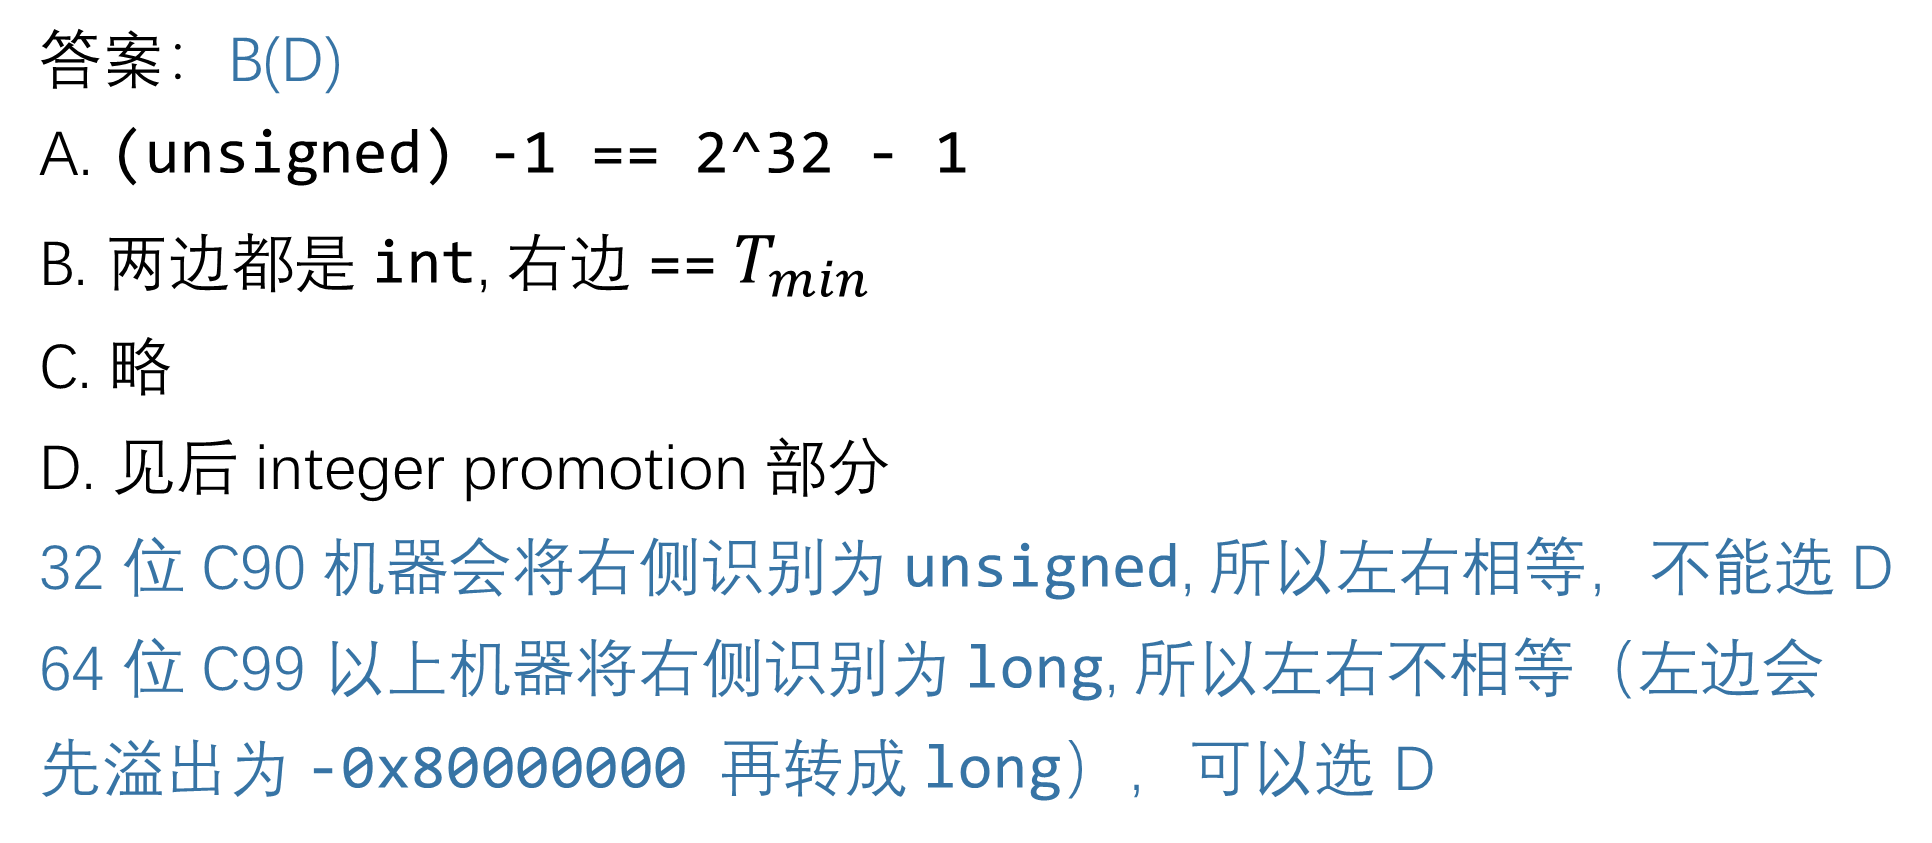 答案：B(D)
A. (unsigned) -1 == 2^32 - 1
B. 两边都是 int, 右边 == T_min
C. 略
D. 见后 integer promotion 部分
32 位 C90 机器会将右侧识别为 unsigned, 所以左右相等，不能选 D
64 位 C99 以上机器将右侧识别为 long, 所以左右不相等（左边会
先溢出为 -0x80000000 再转成 long），可以选 D